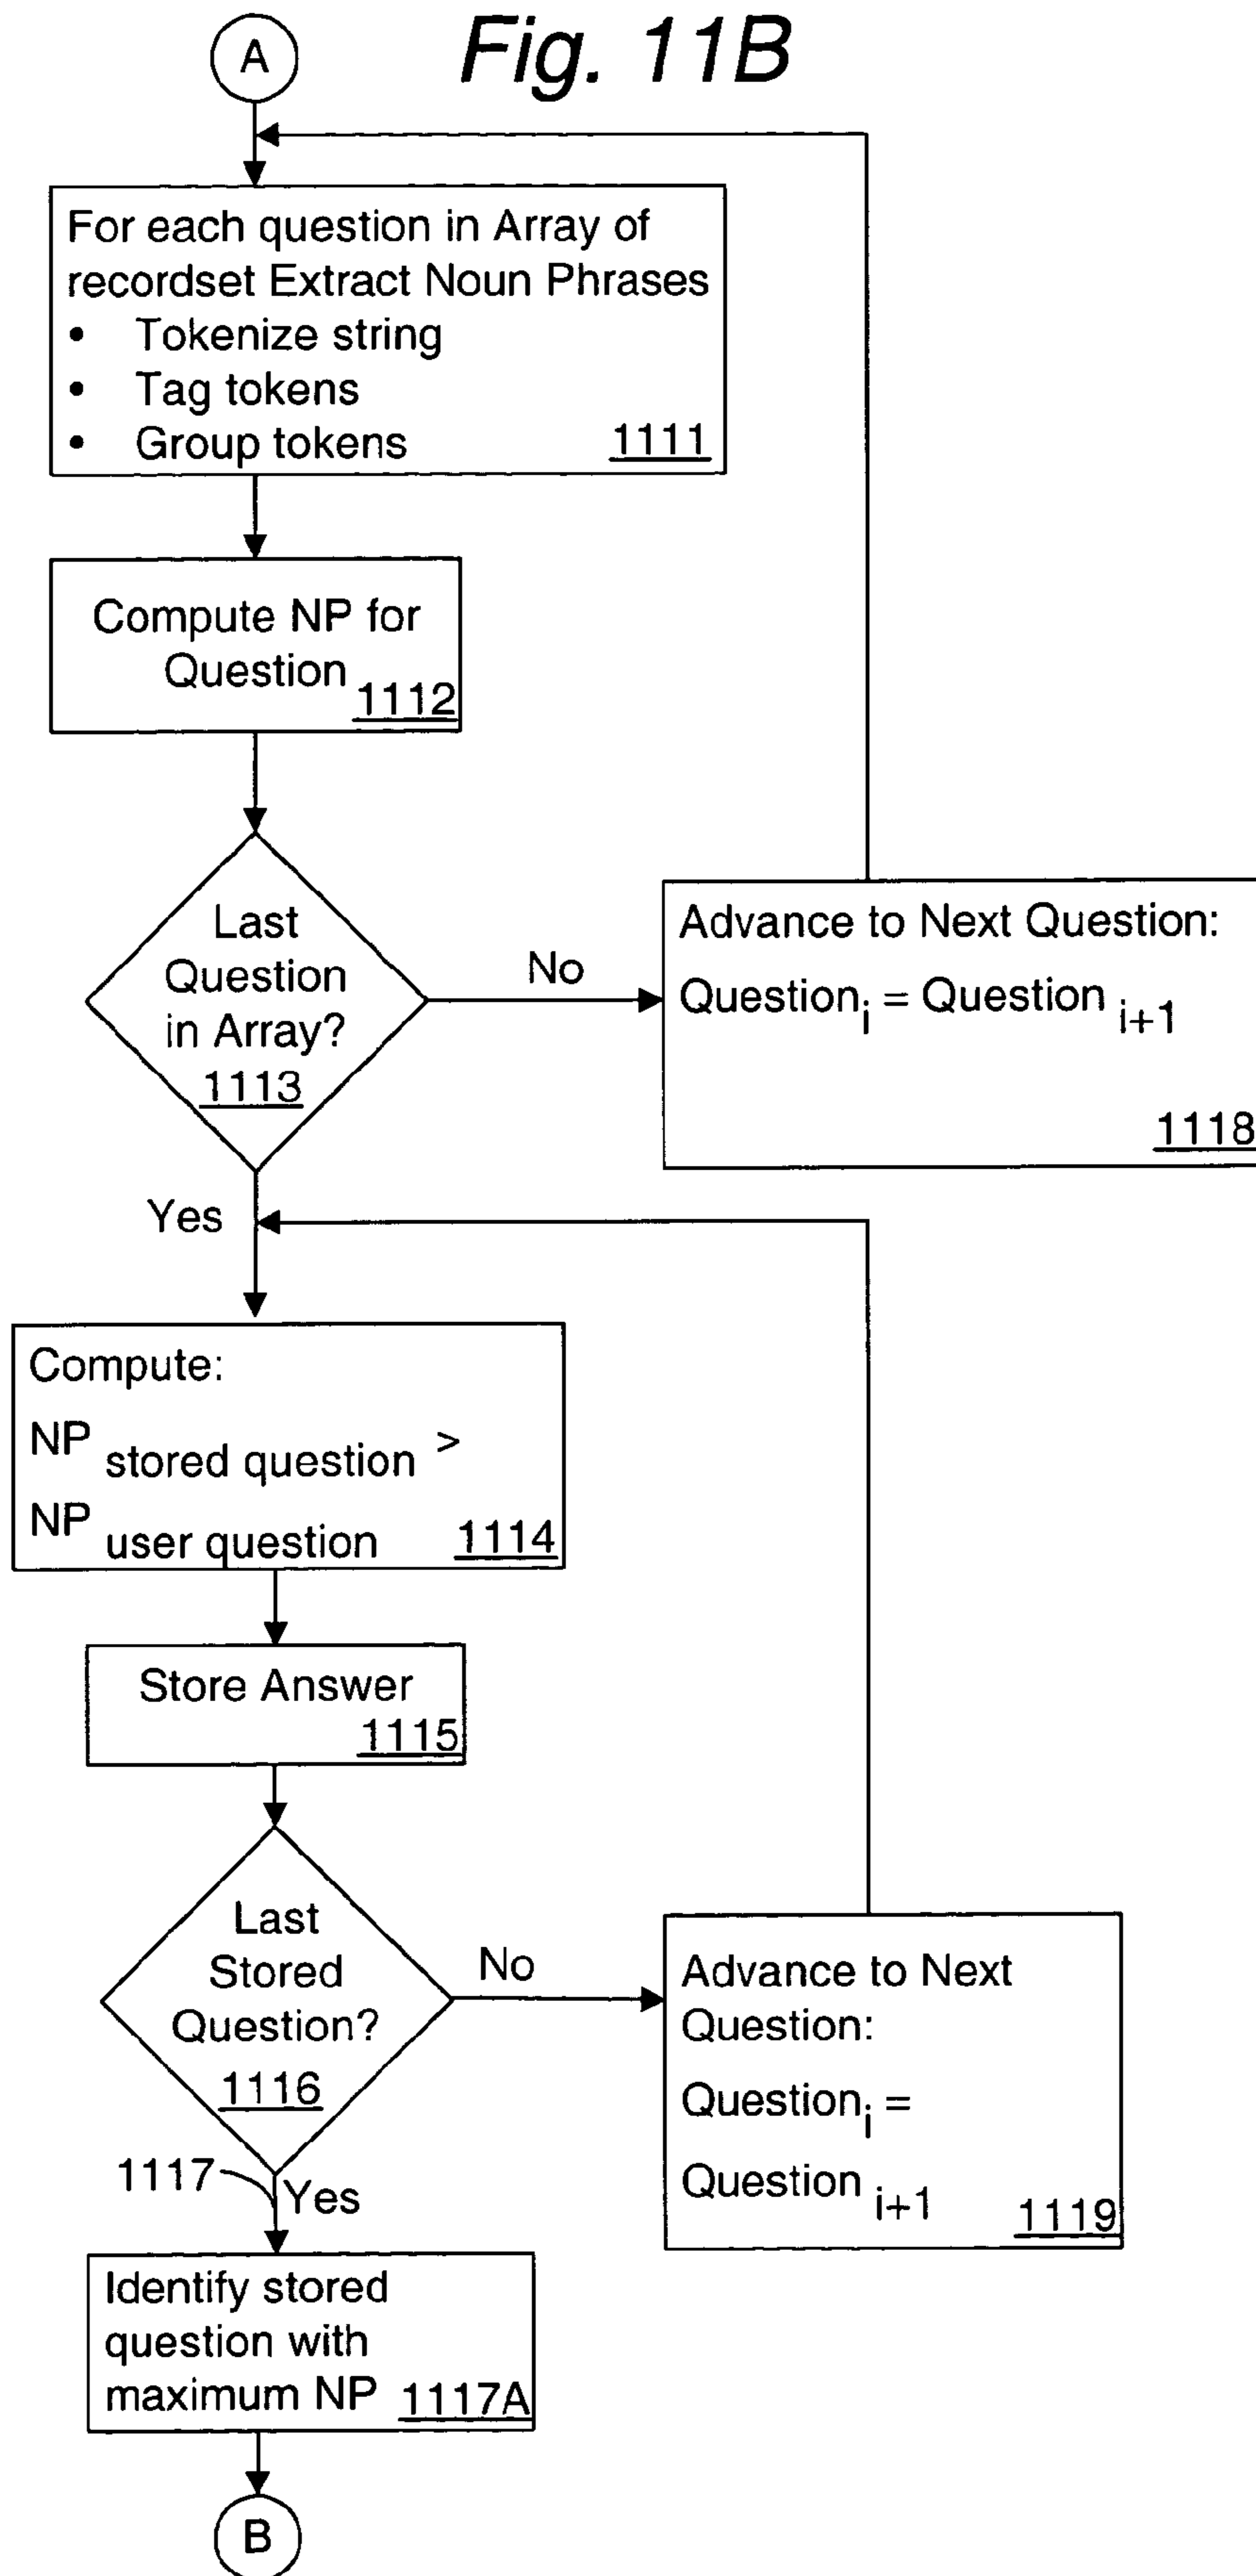 Fig. 11B
A
For each question in Array of
recordset Extract Noun Phrases
• Tokenize string
• Tag tokens
• Group tokens 1111
Compute NP for
Question 1112
Last
Question
in Array?
1113
No
Advance to Next Question:
Question i = Question i+1
1118
Yes
Compute:
NP stored question >
NP user question 1114
Store Answer
1115
Last
Stored
Question?
1116
No
Advance to Next
Question:
Question i =
Question i+1 1119
1117 Yes
Identify stored
question with
maximum NP 1117A
B